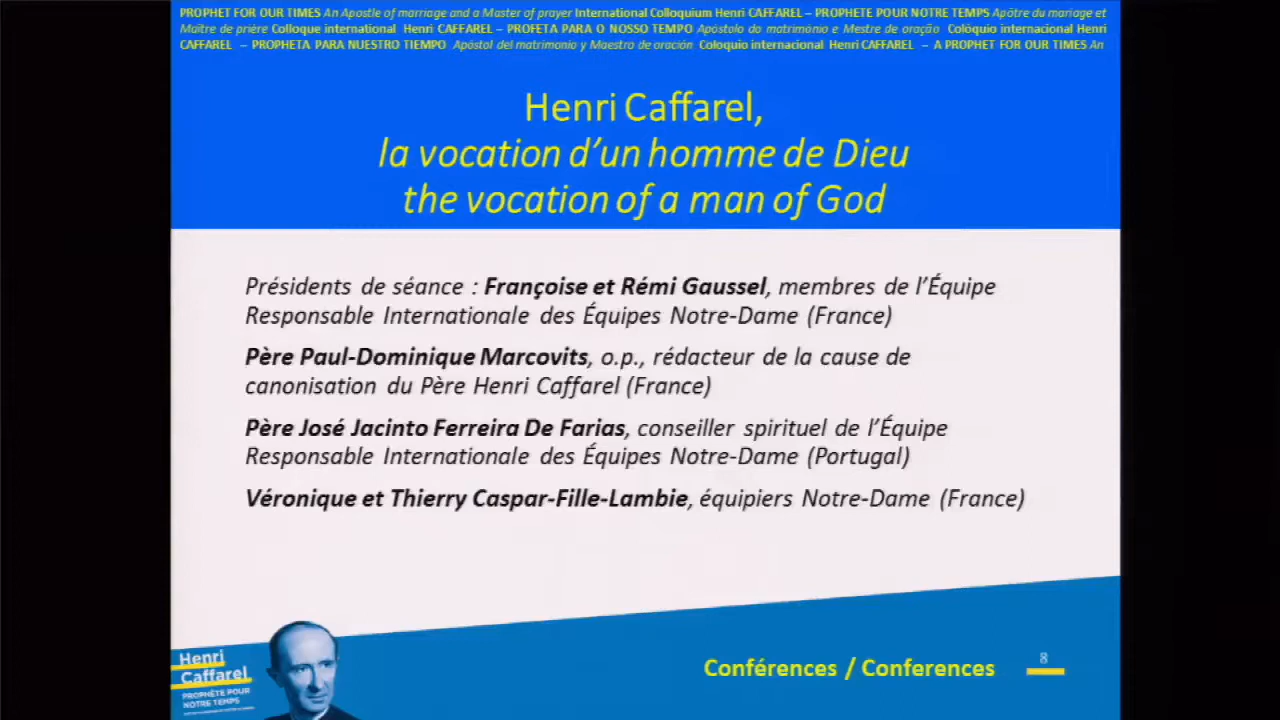 PROPHET FOR OUR TIMES An Apostle of marriage and a Master of prayer International Colloquium Henri CAFFAREL – PROPHETE POUR NOTRE TEMPS Apôtre du mariage et
Maître de prière Colloque international Henri CAFFAREL – PROFETA PARA O NOSSO TEMPO Apóstolo do matrimónio e Mestre de oração Colóquio internacional Henri
CAFFAREL – PROPHETA PARA NUESTRO TIEMPO Apóstol del matrimonio y Maestro de oración Coloquio internacional Henri CAFFAREL – A PROPHET FOR OUR TIMES An
Henri Caffarel,
la vocation d’un homme de Dieu
the vocation of a man of God
Présidents de séance : Françoise et Rémi Gaussel, membres de l’Équipe
Responsable Internationale des Équipes Notre-Dame (France)
Père Paul-Dominique Marcovits, o.p., rédacteur de la cause de
canonisation du Père Henri Caffarel (France)
Père José Jacinto Ferreira De Farias, conseiller spirituel de l’Équipe
Responsable Internationale des Équipes Notre-Dame (Portugal)
Véronique et Thierry Caspar-Fille-Lambie, équipiers Notre-Dame (France)
Henri
Caffarel
PROPHÈTE POUR
NOTRE TEMPS
Conférences / Conferences
8